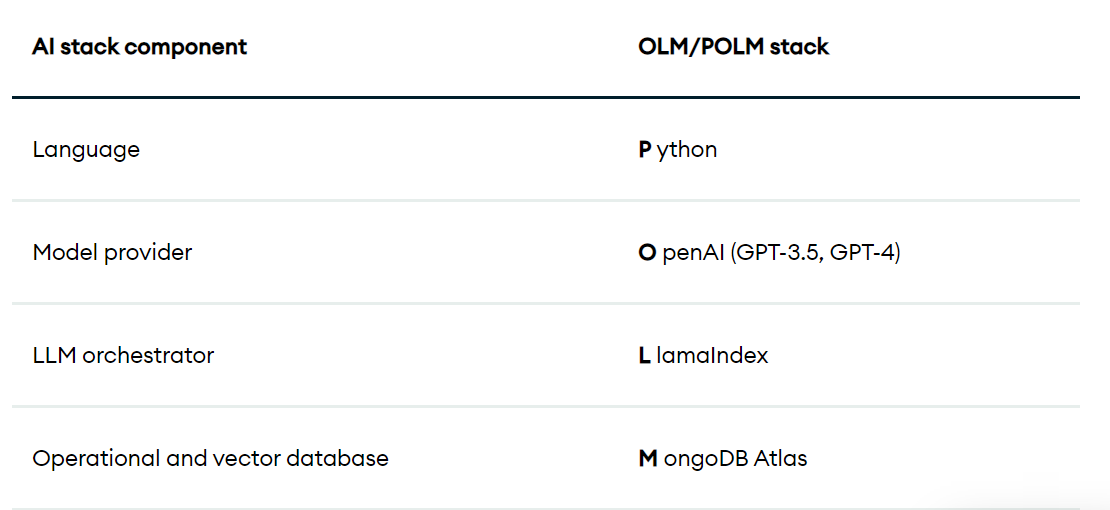 AI stack component OLM/POLM stack
Language P ython
Model provider O penAI (GPT-3.5, GPT-4)
LLM orchestrator L lamaIndex
Operational and vector database M ongoDB Atlas